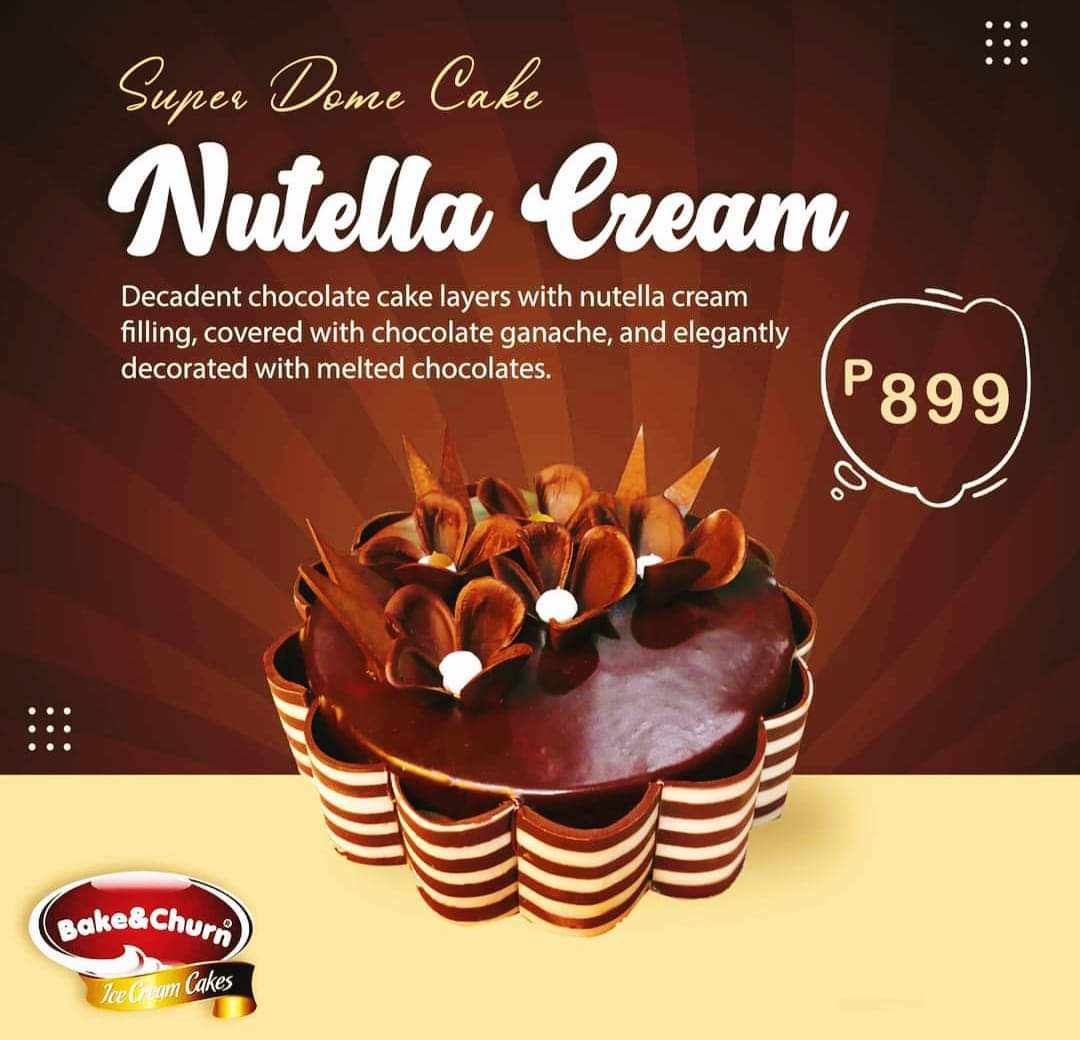 Super Dome Cake
Nutella Cream
Decadent chocolate cake layers with nutella cream
filling, covered with chocolate ganache, and elegantly
decorated with melted chocolates.
P899
Bake&Churn®
Ice Cream Cakes